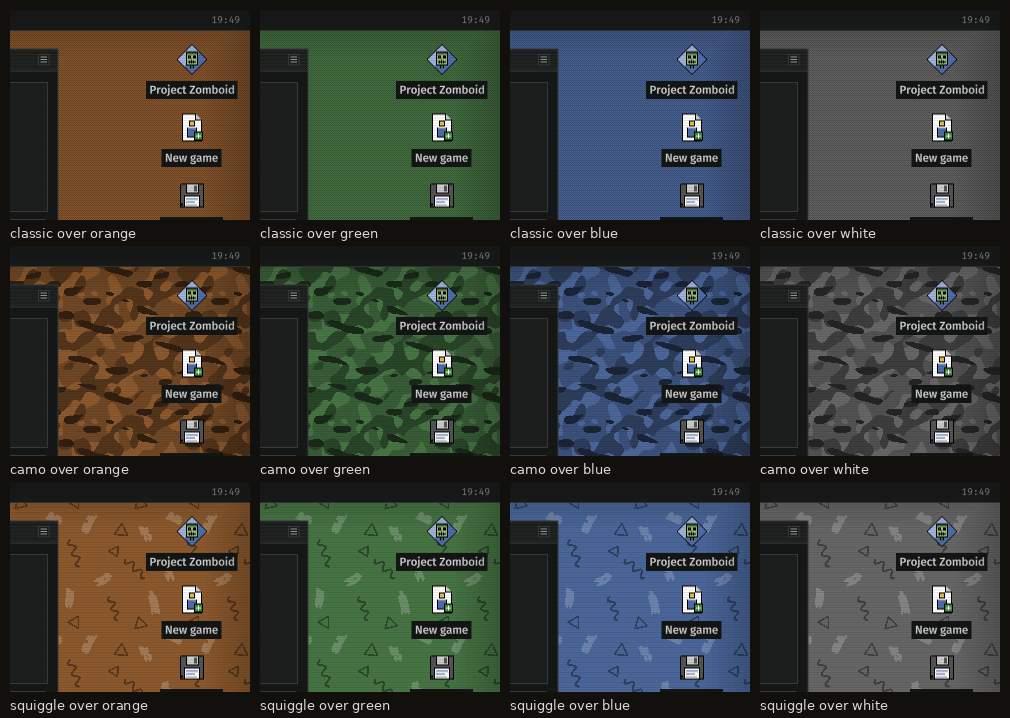 19:49 19:49 19:49 19:49
Project Zomboid Project Zomboid Project Zomboid Project Zomboid
New game New game New game New game
classic over orange classic over green classic over blue classic over white
19:49 19:49 19:49 19:49
Project Zomboid Project Zomboid Project Zomboid Project Zomboid
New game New game New game New game
camo over orange camo over green camo over blue camo over white
19:49 19:49 19:49 19:49
Project Zomboid Project Zomboid Project Zomboid Project Zomboid
New game New game New game New game
squiggle over orange squiggle over green squiggle over blue squiggle over white